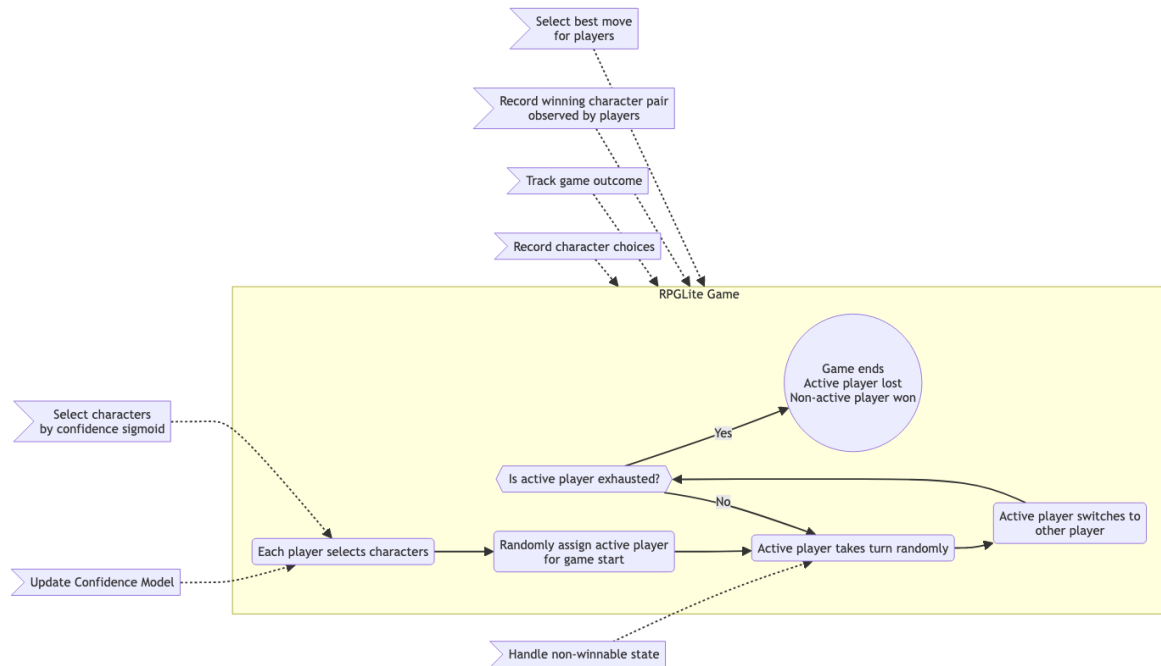 Select best move
for players
Record winning character pair
observed by players
Track game outcome
Record character choices
RPGLite Game
Game ends
Active player lost
Non-active player won
Select characters
by confidence sigmoid
Yes
Is active player exhausted?
No
Active player switches to
other player
Each player selects characters
Randomly assign active player
for game start
Active player takes turn randomly
Update Confidence Model
Handle non-winnable state